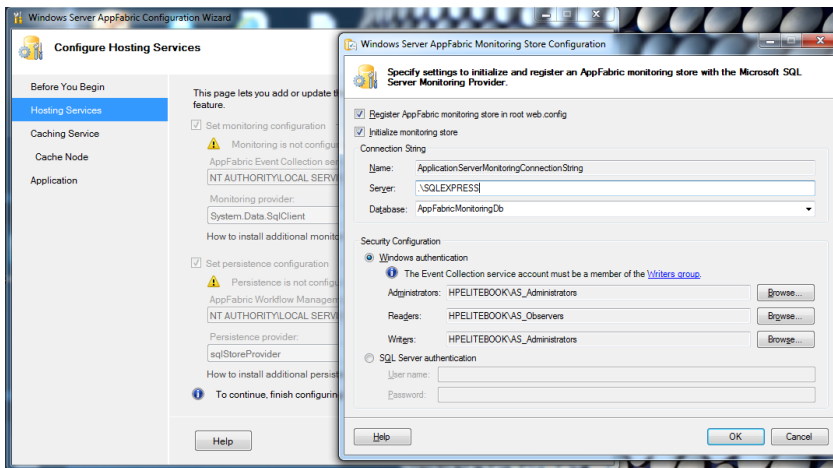 Windows Server AppFabric Configuration Wizard
Configure Hosting Services
Before You Begin
Hosting Services
Caching Service
Cache Node
Application
This page lets you add or update t
feature.
Set monitoring configuration
Monitoring is not configu
AppFabric Event Collection ser
NT AUTHORITY\LOCAL SERVI
Monitoring provider:
System.Data.SqlClient
How to install additional monito
Set persistence configuration
Persistence is not configu
AppFabric Workflow Managem
NT AUTHORITY\LOCAL SERVI
Persistence provider:
sqlStoreProvider
How to install additional persist
To continue, finish configurin
Help
Windows Server AppFabric Monitoring Store Configuration
Specify settings to initialize and register an AppFabric monitoring store with the Microsoft SQL
Server Monitoring Provider.
Register AppFabric monitoring store in root web.config
Initialize monitoring store
Connection String
Name: ApplicationServerMonitoringConnectionString
Server: .\SQLEXPRESS
Database: AppFabricMonitoringDb
Security Configuration
Windows authentication
The Event Collection service account must be a member of the Writers group.
Administrators: HPELITEBOOK\AS_Administrators Browse...
Readers: HPELITEBOOK\AS_Observers Browse...
Writers: HPELITEBOOK\AS_Administrators Browse...
SQL Server authentication
User name:
Password:
Help OK Cancel